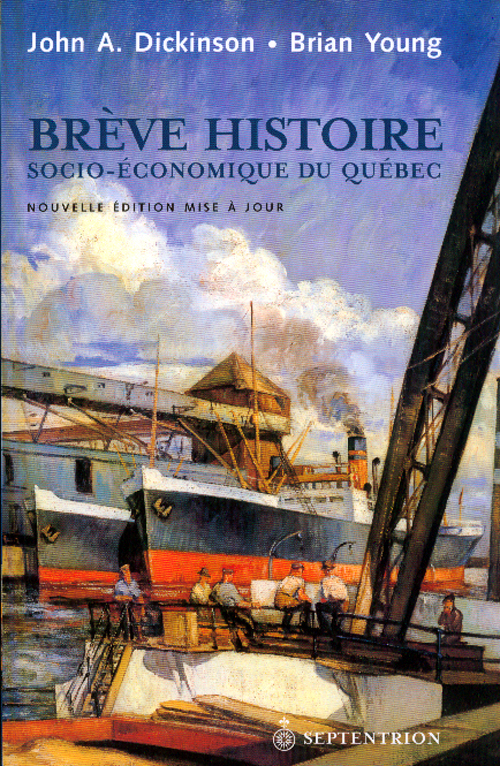 John A. Dickinson • Brian Young
BRÈVE HISTOIRE
SOCIO-ÉCONOMIQUE DU QUÉBEC
NOUVELLE ÉDITION MISE À JOUR
SEPTENTRION